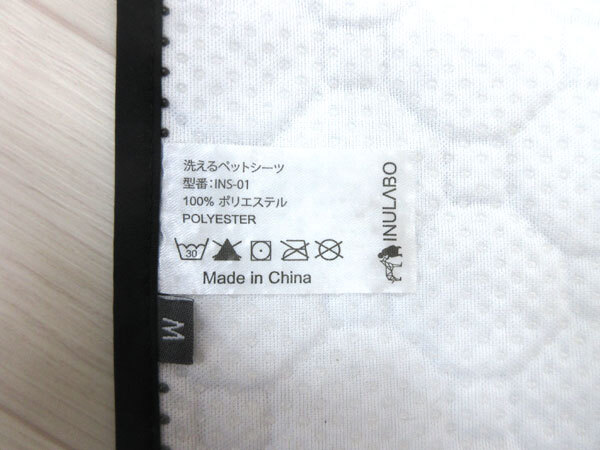 洗えるペットシーツ
型番：INS-01
100% ポリエステル
POLYESTER
30
Made in China
INULABO
M